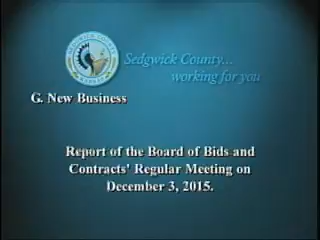 Sedgwick County...
working for you
G. New Business
Report of the Board of Bids and
Contracts' Regular Meeting on
December 3, 2015.